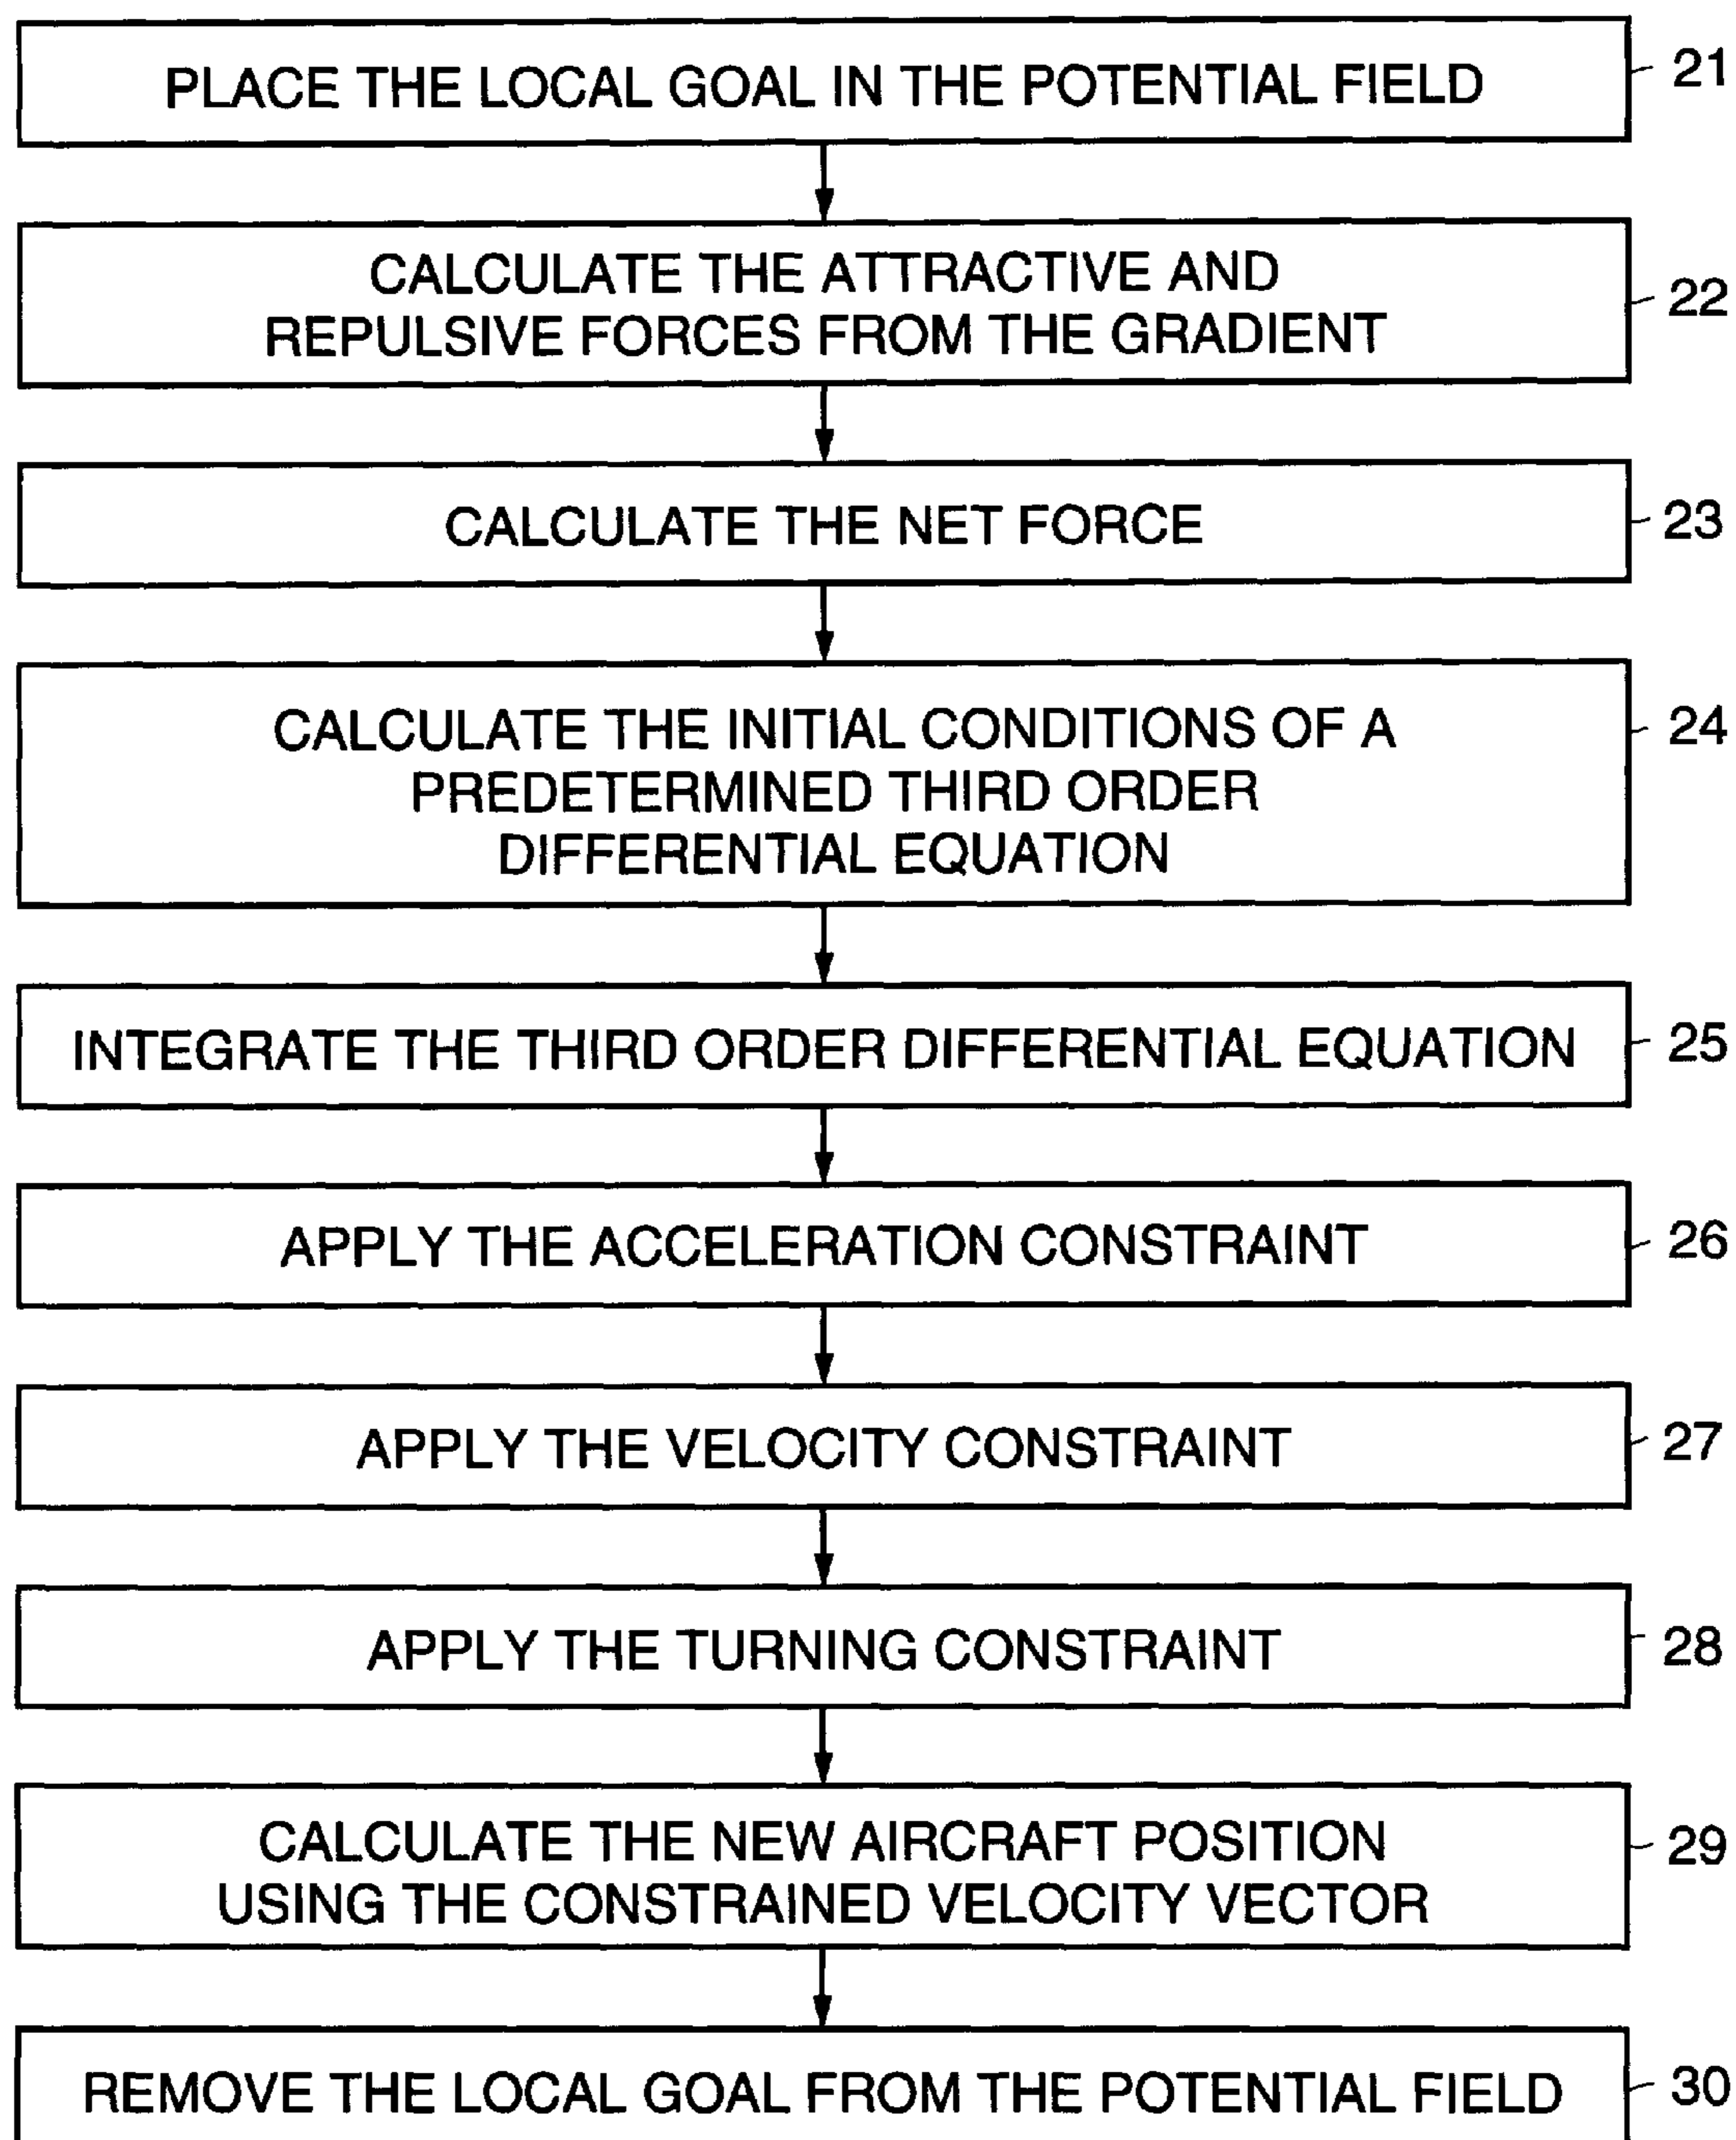 PLACE THE LOCAL GOAL IN THE POTENTIAL FIELD
21
CALCULATE THE ATTRACTIVE AND
REPULSIVE FORCES FROM THE GRADIENT
22
CALCULATE THE NET FORCE
23
CALCULATE THE INITIAL CONDITIONS OF A
PREDETERMINED THIRD ORDER
DIFFERENTIAL EQUATION
24
INTEGRATE THE THIRD ORDER DIFFERENTIAL EQUATION
25
APPLY THE ACCELERATION CONSTRAINT
26
APPLY THE VELOCITY CONSTRAINT
27
APPLY THE TURNING CONSTRAINT
28
CALCULATE THE NEW AIRCRAFT POSITION
USING THE CONSTRAINED VELOCITY VECTOR
29
REMOVE THE LOCAL GOAL FROM THE POTENTIAL FIELD
30